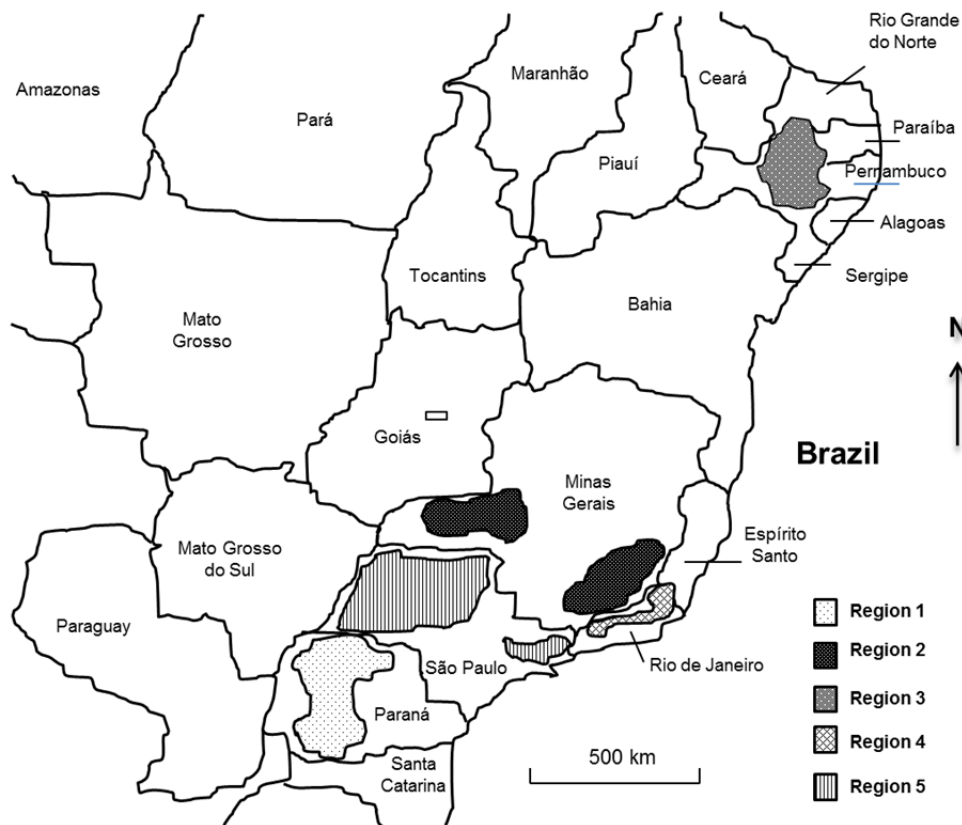 Rio Grande
do Norte
Maranhão
Ceará
Amazonas
Pará
Paraíba
Piauí
Pernambuco
Alagoas
Tocantins
Sergipe
Bahia
Mato
Grosso
N
Goiás
Brazil
Minas
Gerais
Espírito
Santo
Mato Grosso
do Sul
Paraguay
Region 1
Region 2
São Paulo
Rio de Janeiro
Region 3
Paraná
Region 4
Santa
Catarina
500 km
Region 5